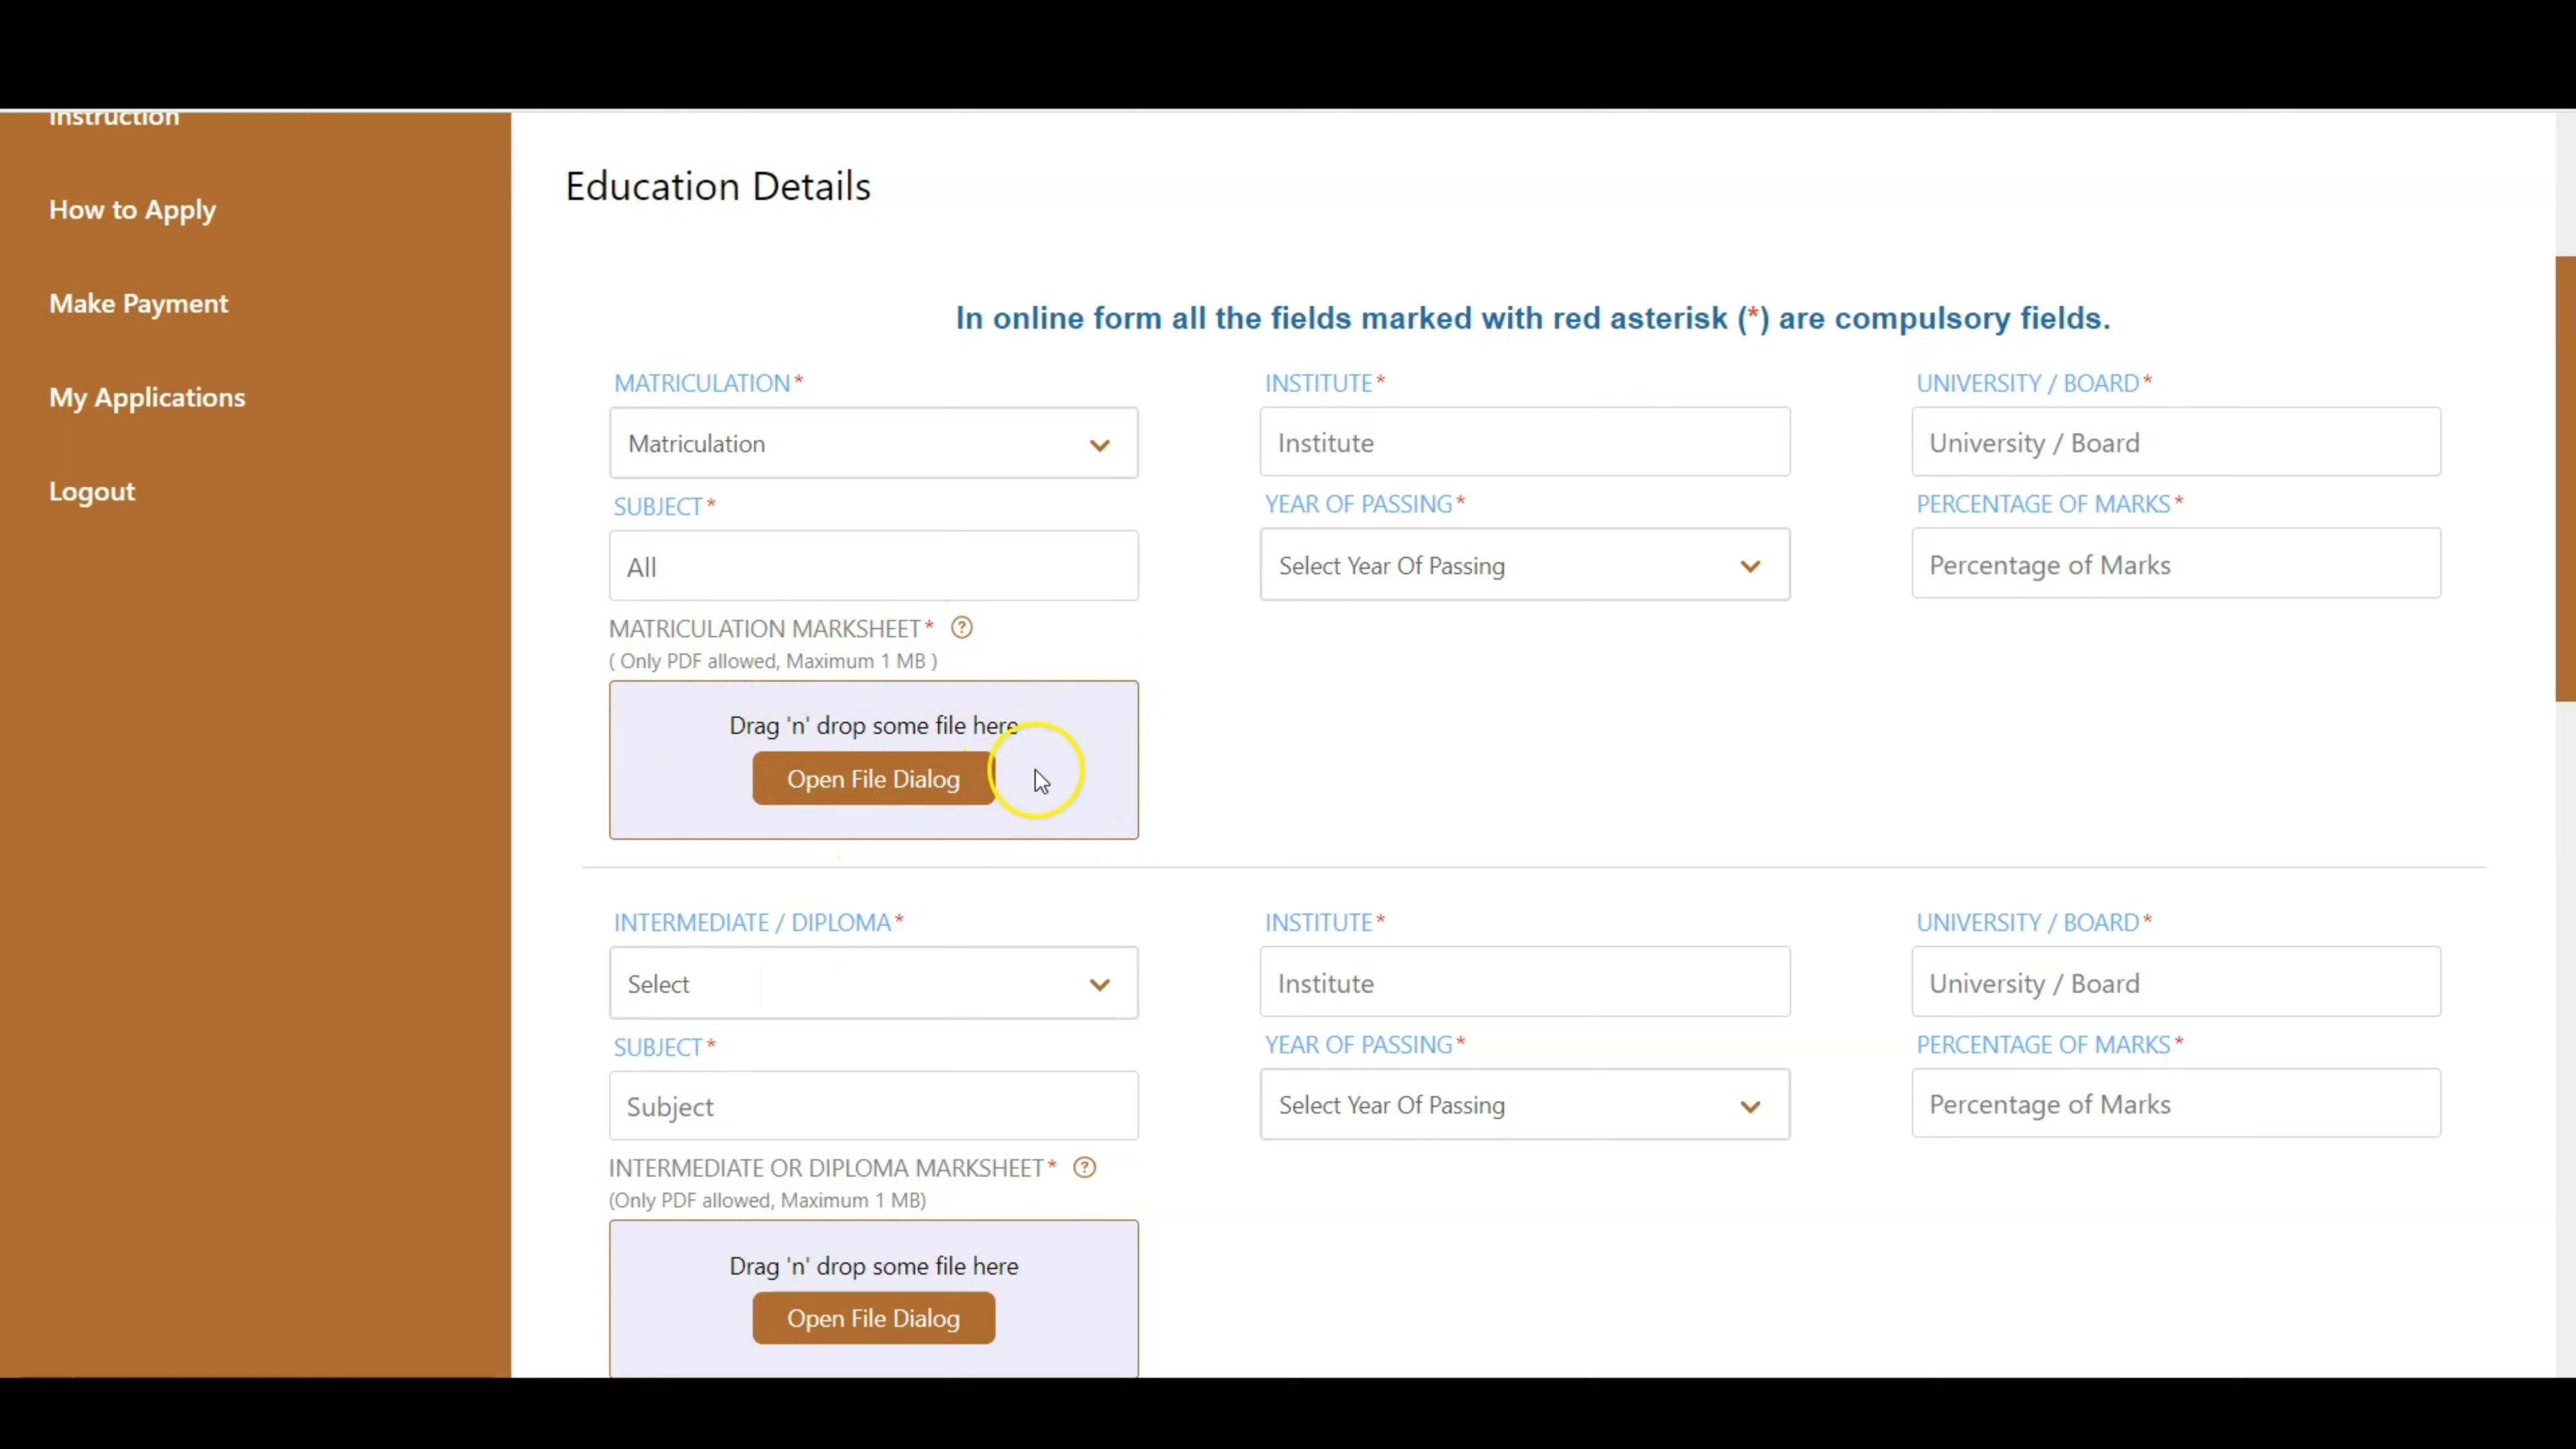 Instruction
How to Apply
Make Payment
My Applications
Logout
Education Details
In online form all the fields marked with red asterisk (*) are compulsory fields.
MATRICULATION* INSTITUTE* UNIVERSITY / BOARD*
Matriculation Institute University / Board
SUBJECT* YEAR OF PASSING* PERCENTAGE OF MARKS*
All Select Year Of Passing Percentage of Marks
MATRICULATION MARKSHEET* ?
( Only PDF allowed, Maximum 1 MB )
Drag 'n' drop some file here
Open File Dialog
INTERMEDIATE / DIPLOMA* INSTITUTE* UNIVERSITY / BOARD*
Select Institute University / Board
SUBJECT* YEAR OF PASSING* PERCENTAGE OF MARKS*
Subject Select Year Of Passing Percentage of Marks
INTERMEDIATE OR DIPLOMA MARKSHEET* ?
(Only PDF allowed, Maximum 1 MB)
Drag 'n' drop some file here
Open File Dialog